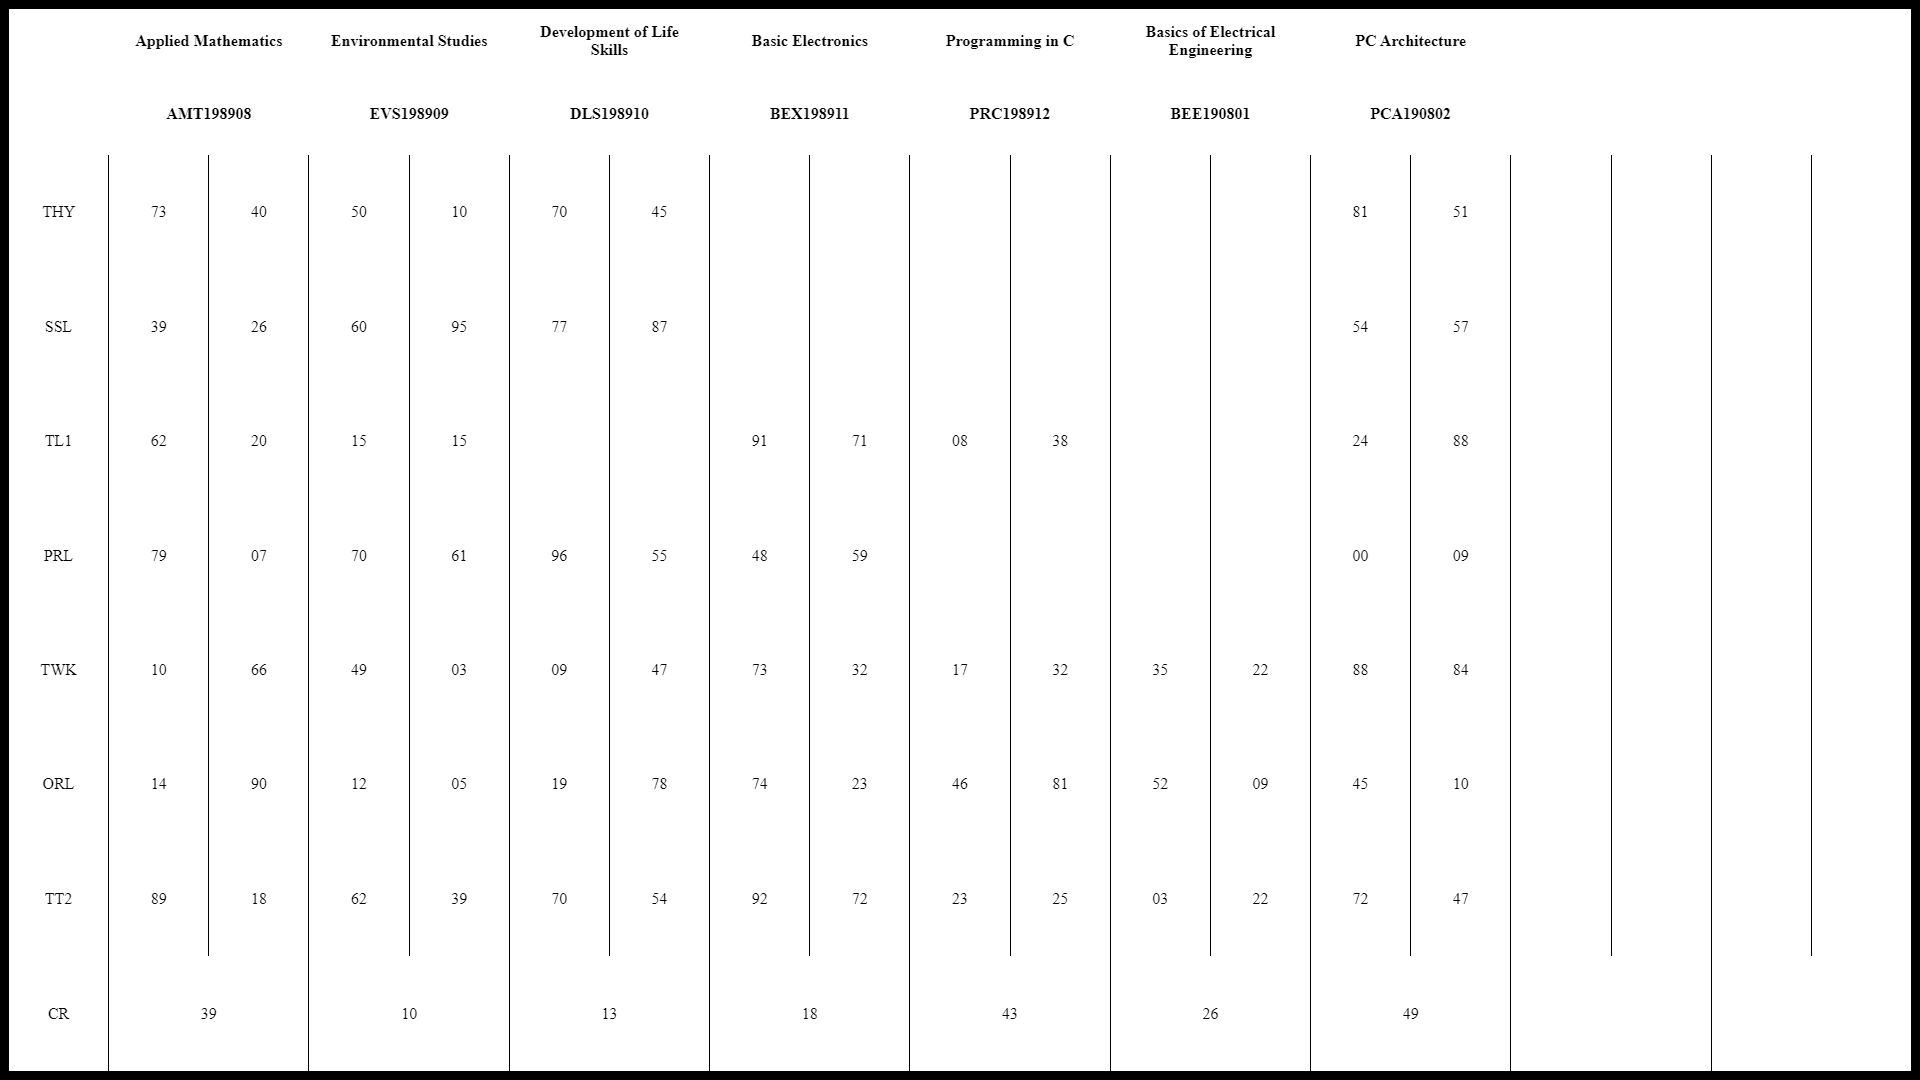 Applied Mathematics Environmental Studies Development of Life Skills Basic Electronics Programming in C Basics of Electrical Engineering PC Architecture
AMT198908 EVS198909 DLS198910 BEX198911 PRC198912 BEE190801 PCA190802
THY 73 40 50 10 70 45 81 51
SSL 39 26 60 95 77 87 54 57
TL1 62 20 15 15 91 71 08 38 24 88
PRL 79 07 70 61 96 55 48 59 00 09
TWK 10 66 49 03 09 47 73 32 17 32 35 22 88 84
ORL 14 90 12 05 19 78 74 23 46 81 52 09 45 10
TT2 89 18 62 39 70 54 92 72 23 25 03 22 72 47
CR 39 10 13 18 43 26 49